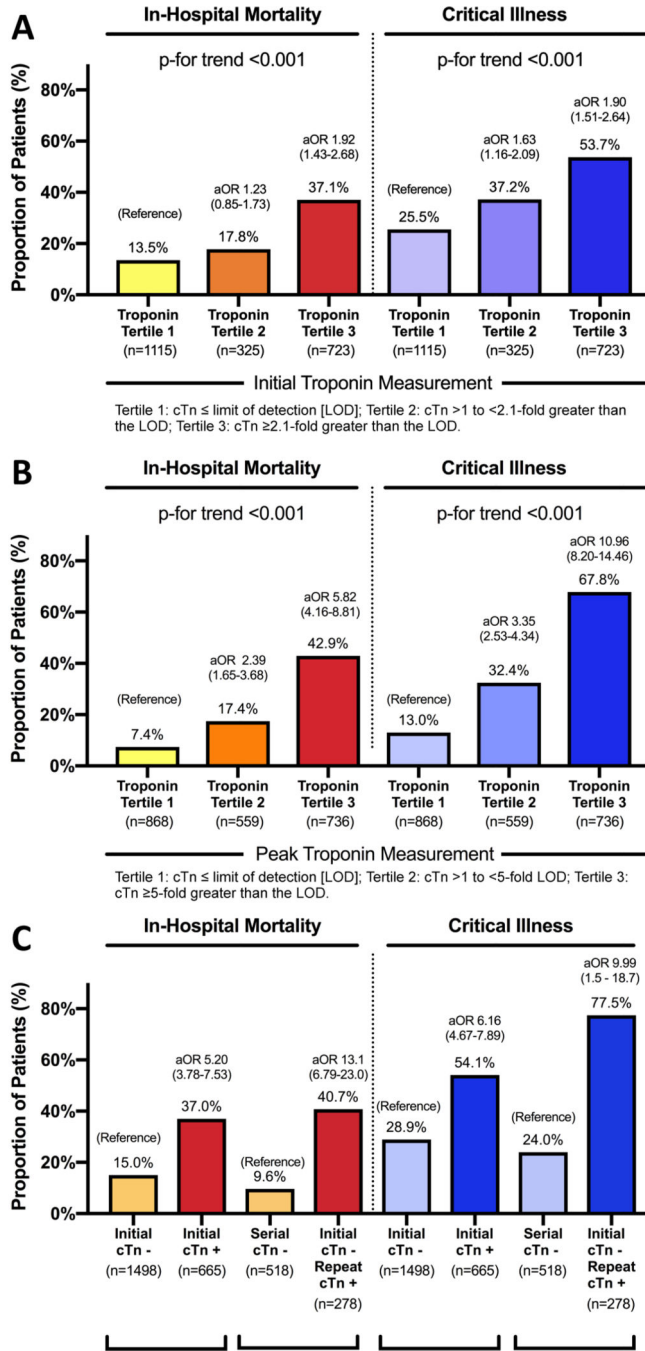 A
In-Hospital Mortality
Critical Illness
p-for trend <0.001
p-for trend <0.001
Proportion of Patients (%)
80%
60%
40%
20%
0%
(Reference)
13.5%
aOR 1.23
(0.85-1.73)
17.8%
aOR 1.92
(1.43-2.68)
37.1%
(Reference)
25.5%
aOR 1.63
(1.16-2.09)
37.2%
aOR 1.90
(1.51-2.64)
53.7%
Troponin
Tertile 1
(n=1115)
Troponin
Tertile 2
(n=325)
Troponin
Tertile 3
(n=723)
Troponin
Tertile 1
(n=1115)
Troponin
Tertile 2
(n=325)
Troponin
Tertile 3
(n=723)
Initial Troponin Measurement
Tertile 1: cTn ≤ limit of detection [LOD]; Tertile 2: cTn >1 to <2.1-fold greater than
the LOD; Tertile 3: cTn ≥2.1-fold greater than the LOD.
B
In-Hospital Mortality
Critical Illness
p-for trend <0.001
p-for trend <0.001
Proportion of Patients (%)
80%
60%
40%
20%
0%
(Reference)
7.4%
aOR 2.39
(1.65-3.68)
17.4%
aOR 5.82
(4.16-8.81)
42.9%
(Reference)
13.0%
aOR 3.35
(2.53-4.34)
32.4%
aOR 10.96
(8.20-14.46)
67.8%
Troponin
Tertile 1
(n=868)
Troponin
Tertile 2
(n=559)
Troponin
Tertile 3
(n=736)
Troponin
Tertile 1
(n=868)
Troponin
Tertile 2
(n=559)
Troponin
Tertile 3
(n=736)
Peak Troponin Measurement
Tertile 1: cTn ≤ limit of detection [LOD]; Tertile 2: cTn >1 to <5-fold LOD; Tertile 3:
cTn ≥5-fold greater than the LOD.
C
In-Hospital Mortality
Critical Illness
Proportion of Patients (%)
80%
60%
40%
20%
0%
(Reference)
15.0%
aOR 5.20
(3.78-7.53)
37.0%
(Reference)
9.6%
aOR 13.1
(6.79-23.0)
40.7%
(Reference)
28.9%
aOR 6.16
(4.67-7.89)
54.1%
(Reference)
24.0%
aOR 9.99
(1.5 - 18.7)
77.5%
Initial
cTn -
(n=1498)
Initial
cTn +
(n=665)
Serial
cTn -
(n=518)
Initial
cTn -
Repeat
cTn +
(n=278)
Initial
cTn -
(n=1498)
Initial
cTn +
(n=665)
Serial
cTn -
(n=518)
Initial
cTn -
Repeat
cTn +
(n=278)